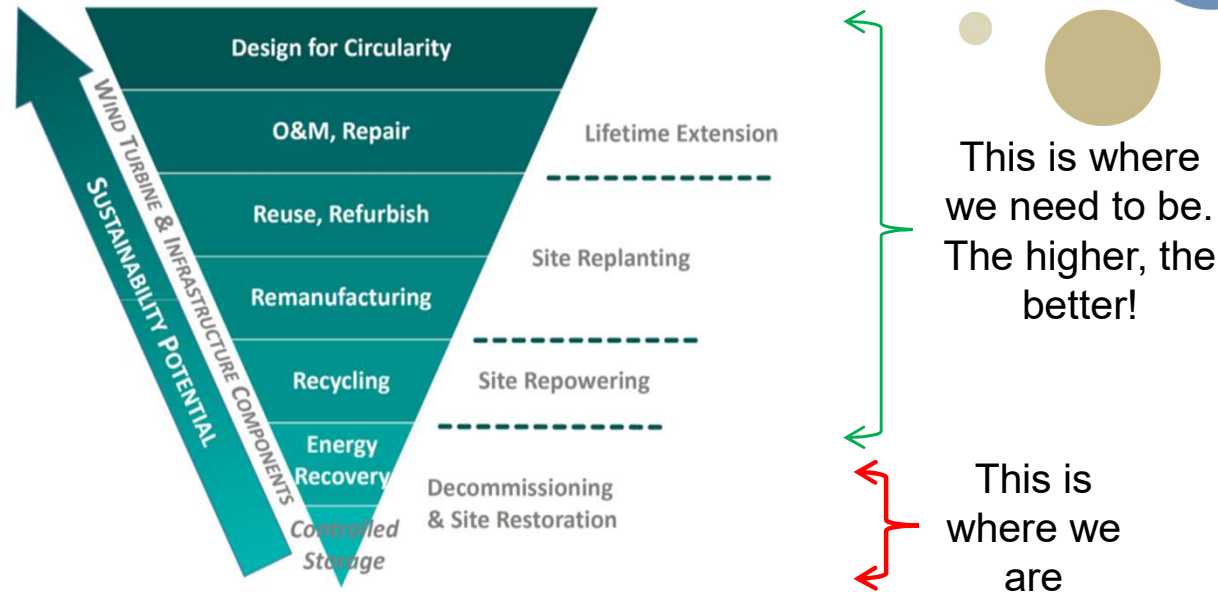 Design for Circularity
O&M, Repair
Reuse, Refurbish
Remanufacturing
Recycling
Energy
Recovery
Controlled
Storage
SUSTAINABILITY POTENTIAL
WIND TURBINE & INFRASTRUCTURE COMPONENTS
Lifetime Extension
Site Replanting
Site Repowering
Decommissioning
& Site Restoration
This is where
we need to be.
The higher, the
better!
This is
where we
are